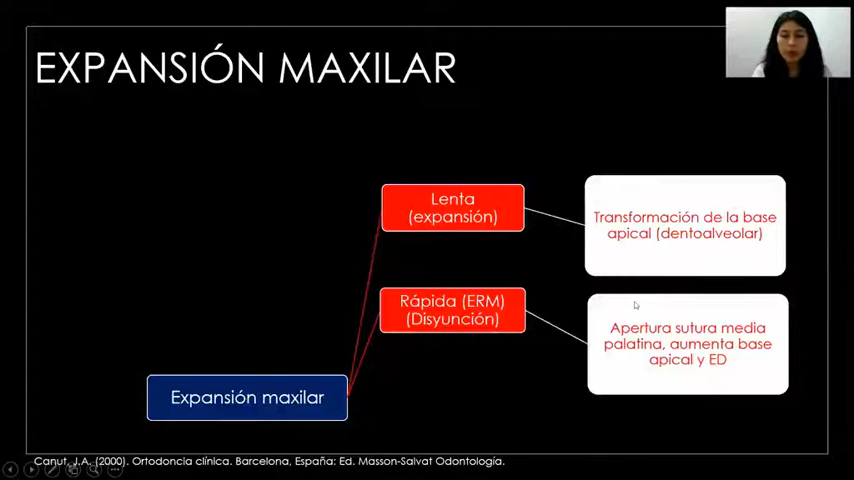 EXPANSIÓN MAXILAR
Lenta
(expansión)
Transformación de la base
apical (dentoalveolar)
Rápida (ERM)
(Disyunción)
Apertura sutura media
palatina, aumenta base
apical y ED
Expansión maxilar
Canut, J.A. (2000). Ortodoncia clínica. Barcelona, España: Ed. Masson-Salvat Odontología.